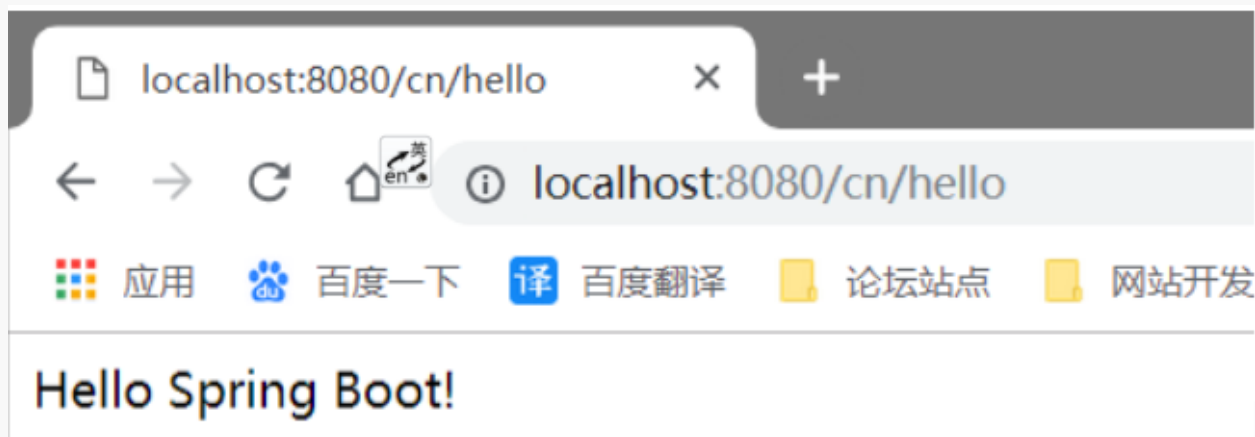 localhost:8080/cn/hello
英
en
localhost:8080/cn/hello
应用 du 百度一下 译 百度翻译 论坛站点 网站开发
Hello Spring Boot!